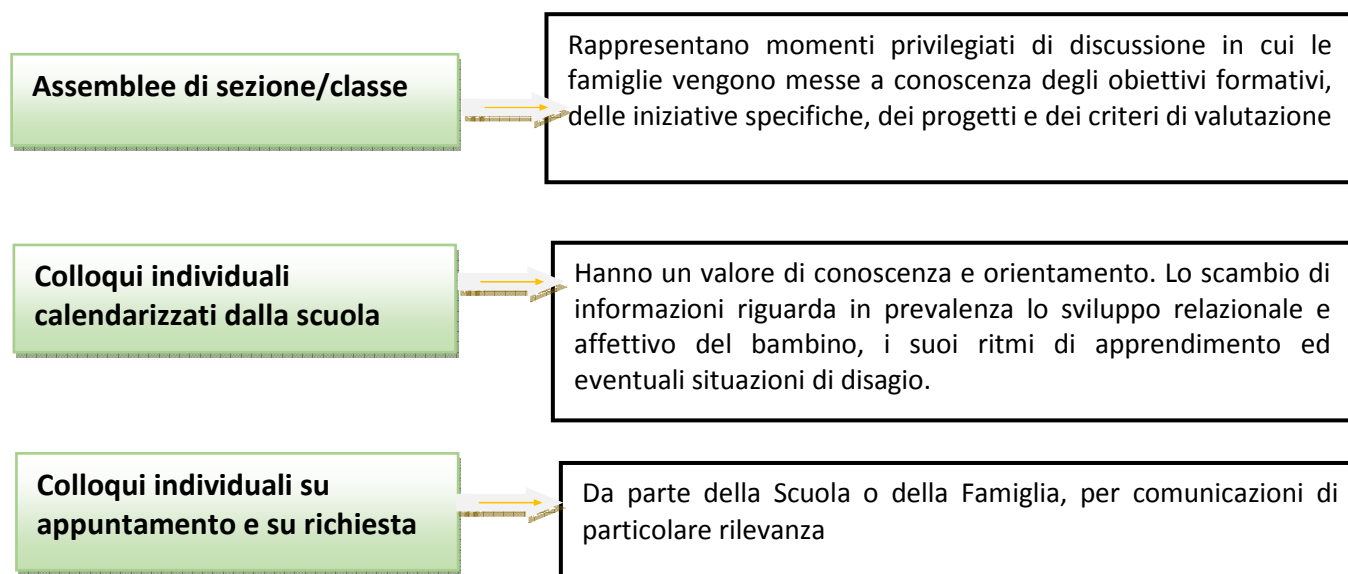 Assemblee di sezione/classe
Rappresentano momenti privilegiati di discussione in cui le
famiglie vengono messe a conoscenza degli obiettivi formativi,
delle iniziative specifiche, dei progetti e dei criteri di valutazione
Colloqui individuali
calendarizzati dalla scuola
Hanno un valore di conoscenza e orientamento. Lo scambio di
informazioni riguarda in prevalenza lo sviluppo relazionale e
affettivo del bambino, i suoi ritmi di apprendimento ed
eventuali situazioni di disagio.
Colloqui individuali su
appuntamento e su richiesta
Da parte della Scuola o della Famiglia, per comunicazioni di
particolare rilevanza